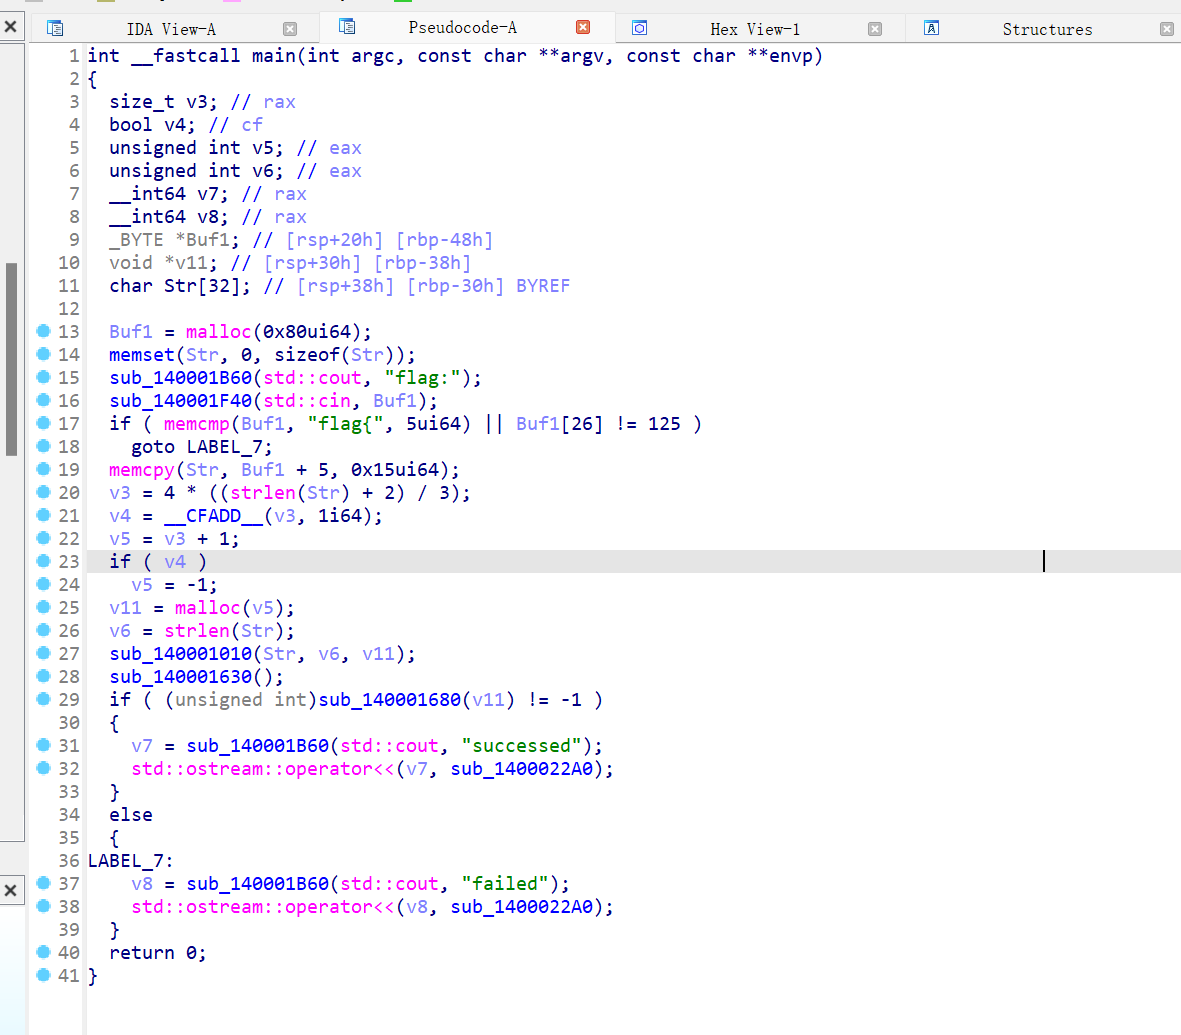 IDA View-A Pseudocode-A Hex View-1 Structures
1 int __fastcall main(int argc, const char **argv, const char **envp)
2 {
3   size_t v3; // rax
4   bool v4; // cf
5   unsigned int v5; // eax
6   unsigned int v6; // eax
7   __int64 v7; // rax
8   __int64 v8; // rax
9   _BYTE *Buf1; // [rsp+20h] [rbp-48h]
10   void *v11; // [rsp+30h] [rbp-38h]
11   char Str[32]; // [rsp+38h] [rbp-30h] BYREF
12
13   Buf1 = malloc(0x80ui64);
14   memset(Str, 0, sizeof(Str));
15   sub_140001B60(std::cout, "flag:");
16   sub_140001F40(std::cin, Buf1);
17   if ( memcmp(Buf1, "flag{", 5ui64) || Buf1[26] != 125 )
18     goto LABEL_7;
19   memcpy(Str, Buf1 + 5, 0x15ui64);
20   v3 = 4 * ((strlen(Str) + 2) / 3);
21   v4 = __CFADD__(v3, 1i64);
22   v5 = v3 + 1;
23   if ( v4 )
24     v5 = -1;
25   v11 = malloc(v5);
26   v6 = strlen(Str);
27   sub_140001010(Str, v6, v11);
28   sub_140001630();
29   if ( (unsigned int)sub_140001680(v11) != -1 )
30   {
31     v7 = sub_140001B60(std::cout, "successed");
32     std::ostream::operator<<(v7, sub_1400022A0);
33   }
34   else
35   {
36 LABEL_7:
37     v8 = sub_140001B60(std::cout, "failed");
38     std::ostream::operator<<(v8, sub_1400022A0);
39   }
40   return 0;
41 }